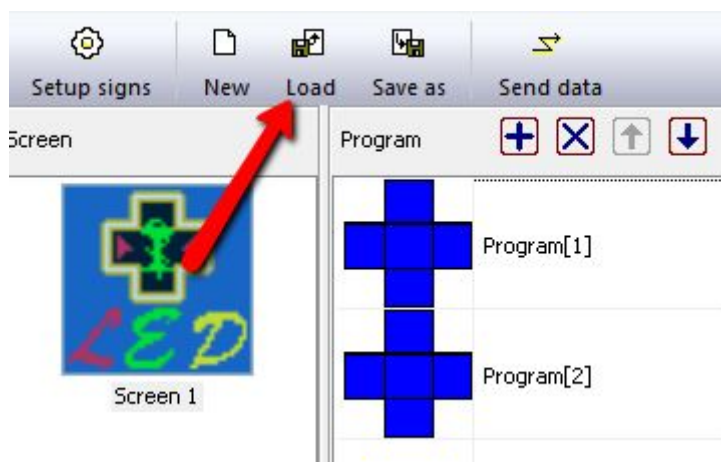 Setup signs New Load Save as Send data
Screen Program
LED
Program[1]
Program[2]
Screen 1